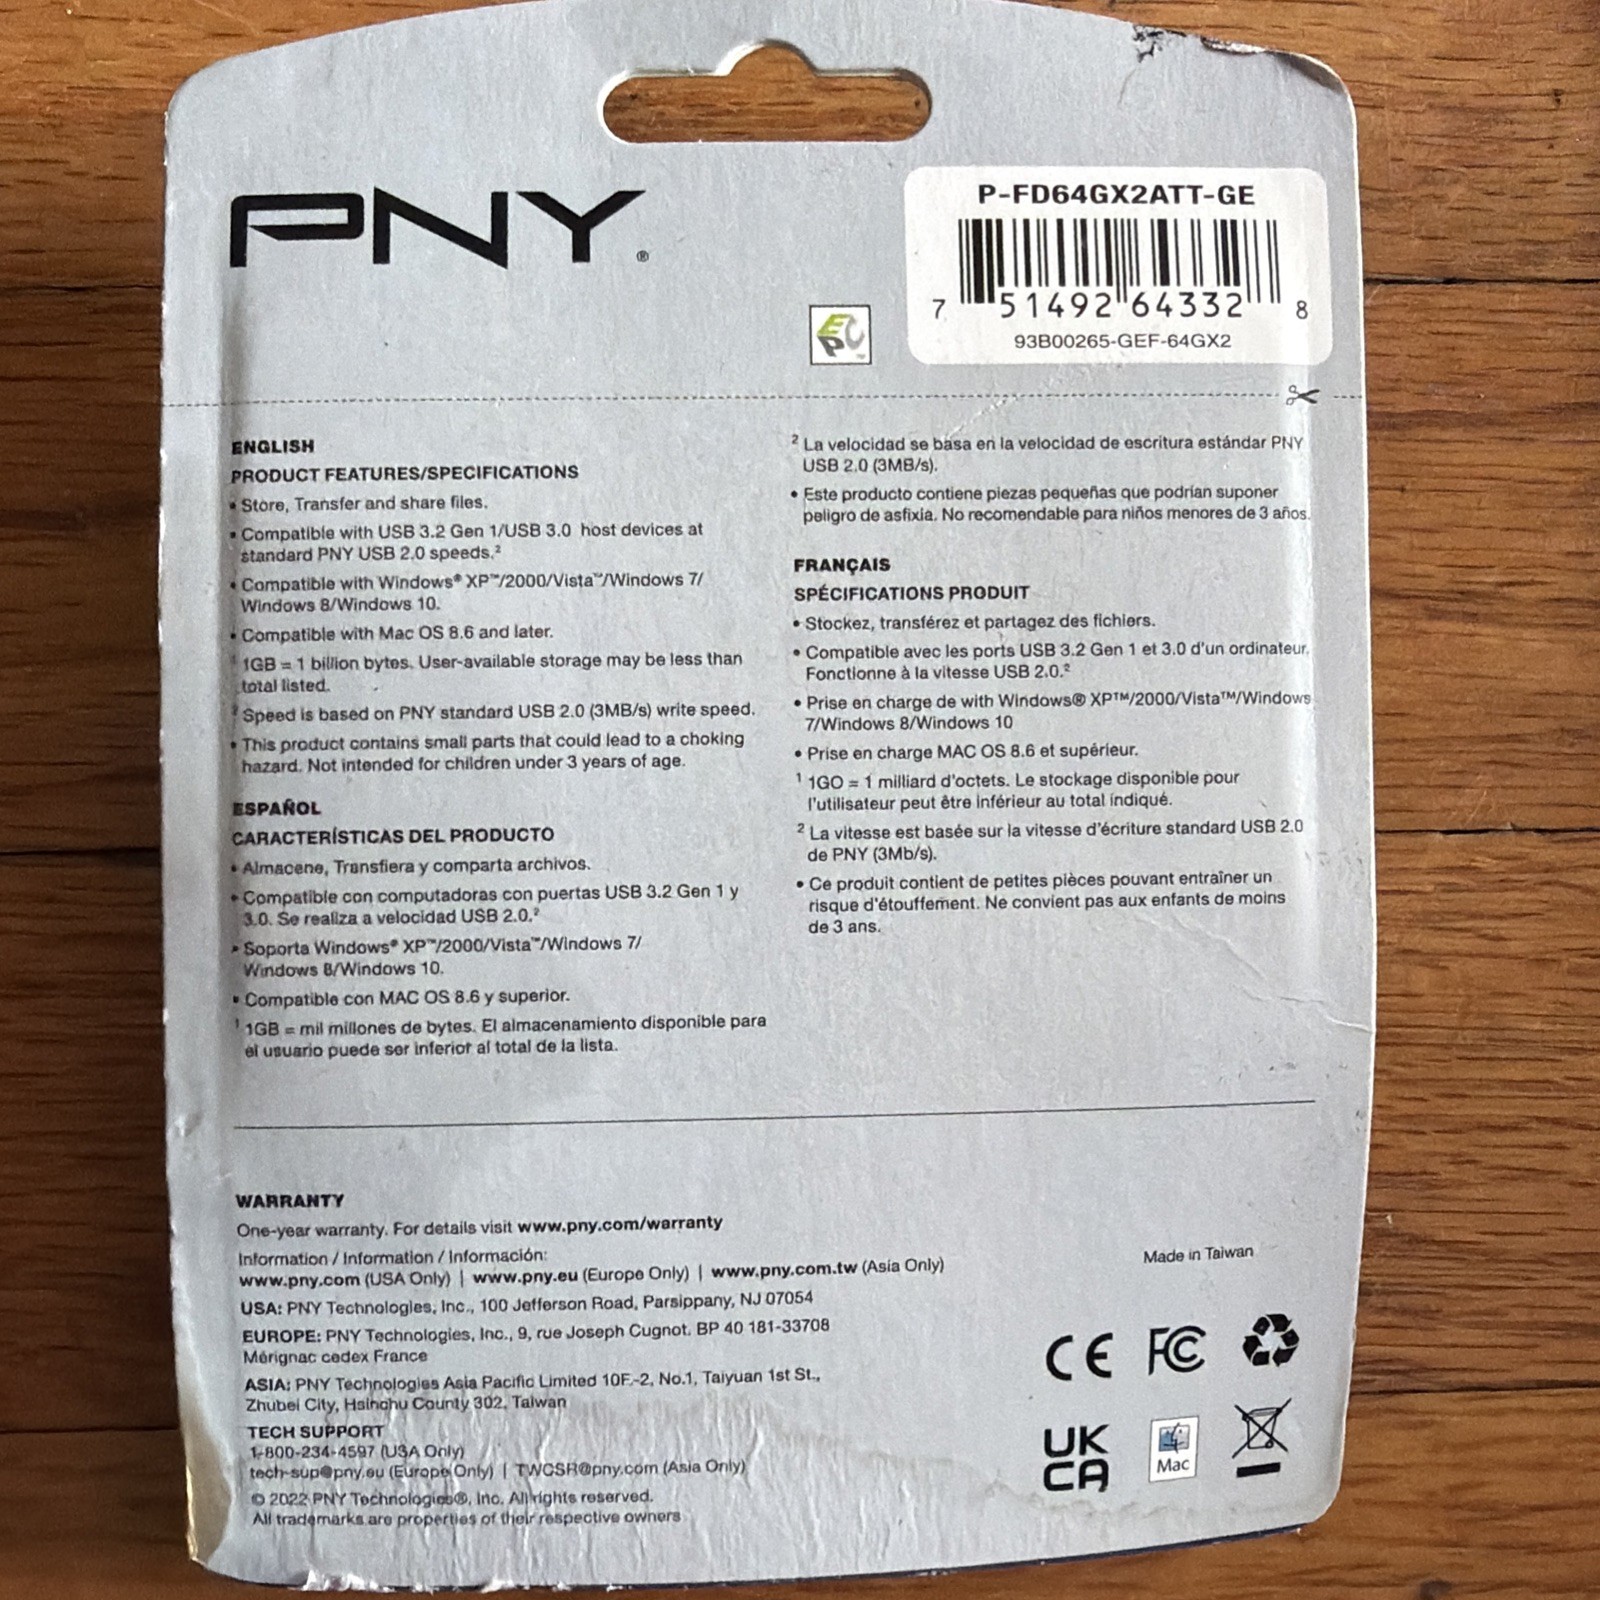 PNY®
P-FD64GX2ATT-GE
7 51492 64332 8
93B00265-GEF-64GX2
EPC
ENGLISH
PRODUCT FEATURES/SPECIFICATIONS
• Store, Transfer and share files.
• Compatible with USB 3.2 Gen 1/USB 3.0 host devices at
standard PNY USB 2.0 speeds.²
• Compatible with Windows® XP™/2000/Vista™/Windows 7/
Windows 8/Windows 10.
• Compatible with Mac OS 8.6 and later.
¹ 1GB = 1 billion bytes. User-available storage may be less than
total listed.
² Speed is based on PNY standard USB 2.0 (3MB/s) write speed.
• This product contains small parts that could lead to a choking
hazard. Not intended for children under 3 years of age.
ESPAÑOL
CARACTERÍSTICAS DEL PRODUCTO
• Almacene, Transfiera y comparta archivos.
• Compatible con computadoras con puertas USB 3.2 Gen 1 y
3.0. Se realiza a velocidad USB 2.0.²
• Soporta Windows® XP™/2000/Vista™/Windows 7/
Windows 8/Windows 10.
• Compatible con MAC OS 8.6 y superior.
¹ 1GB = mil millones de bytes. El almacenamiento disponible para
el usuario puede ser inferior al total de la lista.
² La velocidad se basa en la velocidad de escritura estándar PNY
USB 2.0 (3MB/s).
• Este producto contiene piezas pequeñas que podrían suponer
peligro de asfixia. No recomendable para niños menores de 3 años.
FRANÇAIS
SPÉCIFICATIONS PRODUIT
• Stockez, transférez et partagez des fichiers.
• Compatible avec les ports USB 3.2 Gen 1 et 3.0 d'un ordinateur.
Fonctionne à la vitesse USB 2.0.²
• Prise en charge de with Windows® XP™/2000/Vista™/Windows
7/Windows 8/Windows 10
• Prise en charge MAC OS 8.6 et supérieur.
¹ 1GO = 1 milliard d'octets. Le stockage disponible pour
l'utilisateur peut être inférieur au total indiqué.
² La vitesse est basée sur la vitesse d'écriture standard USB 2.0
de PNY (3Mb/s).
• Ce produit contient de petites pièces pouvant entraîner un
risque d'étouffement. Ne convient pas aux enfants de moins
de 3 ans.
WARRANTY
One-year warranty. For details visit www.pny.com/warranty
Information / Information / Información:
www.pny.com (USA Only) | www.pny.eu (Europe Only) | www.pny.com.tw (Asia Only)
USA: PNY Technologies, Inc., 100 Jefferson Road, Parsippany, NJ 07054
EUROPE: PNY Technologies, Inc., 9, rue Joseph Cugnot. BP 40 181-33708
Mérignac cedex France
ASIA: PNY Technologies Asia Pacific Limited 10F.-2, No.1, Taiyuan 1st St.,
Zhubei City, Hsinchu County 302, Taiwan
TECH SUPPORT
1-800-234-4597 (USA Only)
tech-sup@pny.eu (Europe Only) | TWCSR@pny.com (Asia Only)
© 2022 PNY Technologies®, Inc. All rights reserved.
All trademarks are properties of their respective owners
Made in Taiwan
CE FC
UK
CA
Mac